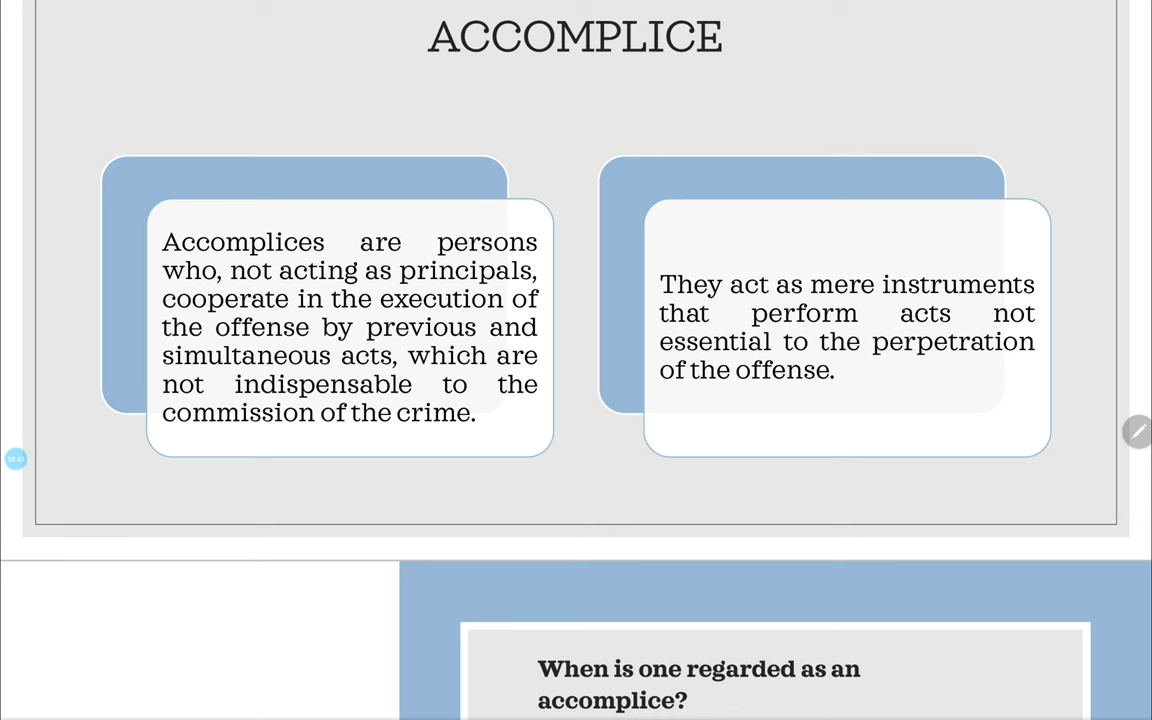 ACCOMPLICE
Accomplices are persons
who, not acting as principals,
cooperate in the execution of
the offense by previous and
simultaneous acts, which are
not indispensable to the
commission of the crime.
They act as mere instruments
that perform acts not
essential to the perpetration
of the offense.
When is one regarded as an
accomplice?